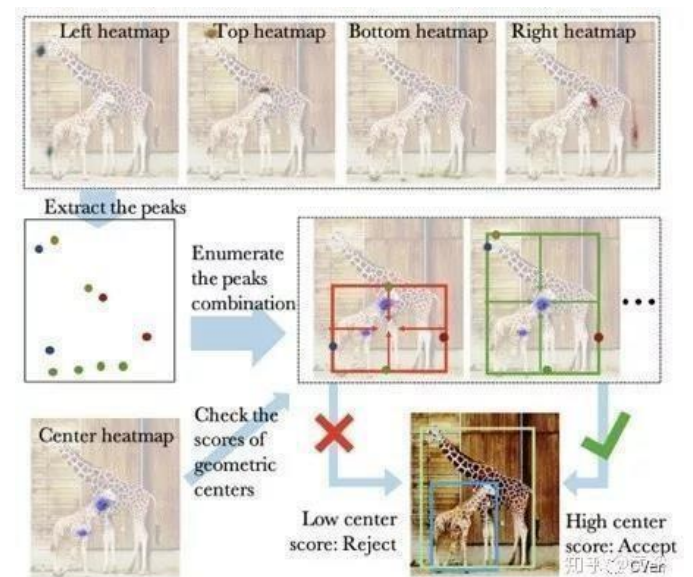 Left heatmap
Top heatmap
Bottom heatmap
Right heatmap
Extract the peaks
Enumerate
the peaks
combination
Center heatmap
Check the
scores of
geometric
centers
Low center
score: Reject
High center
score: Accept
知乎
CVer